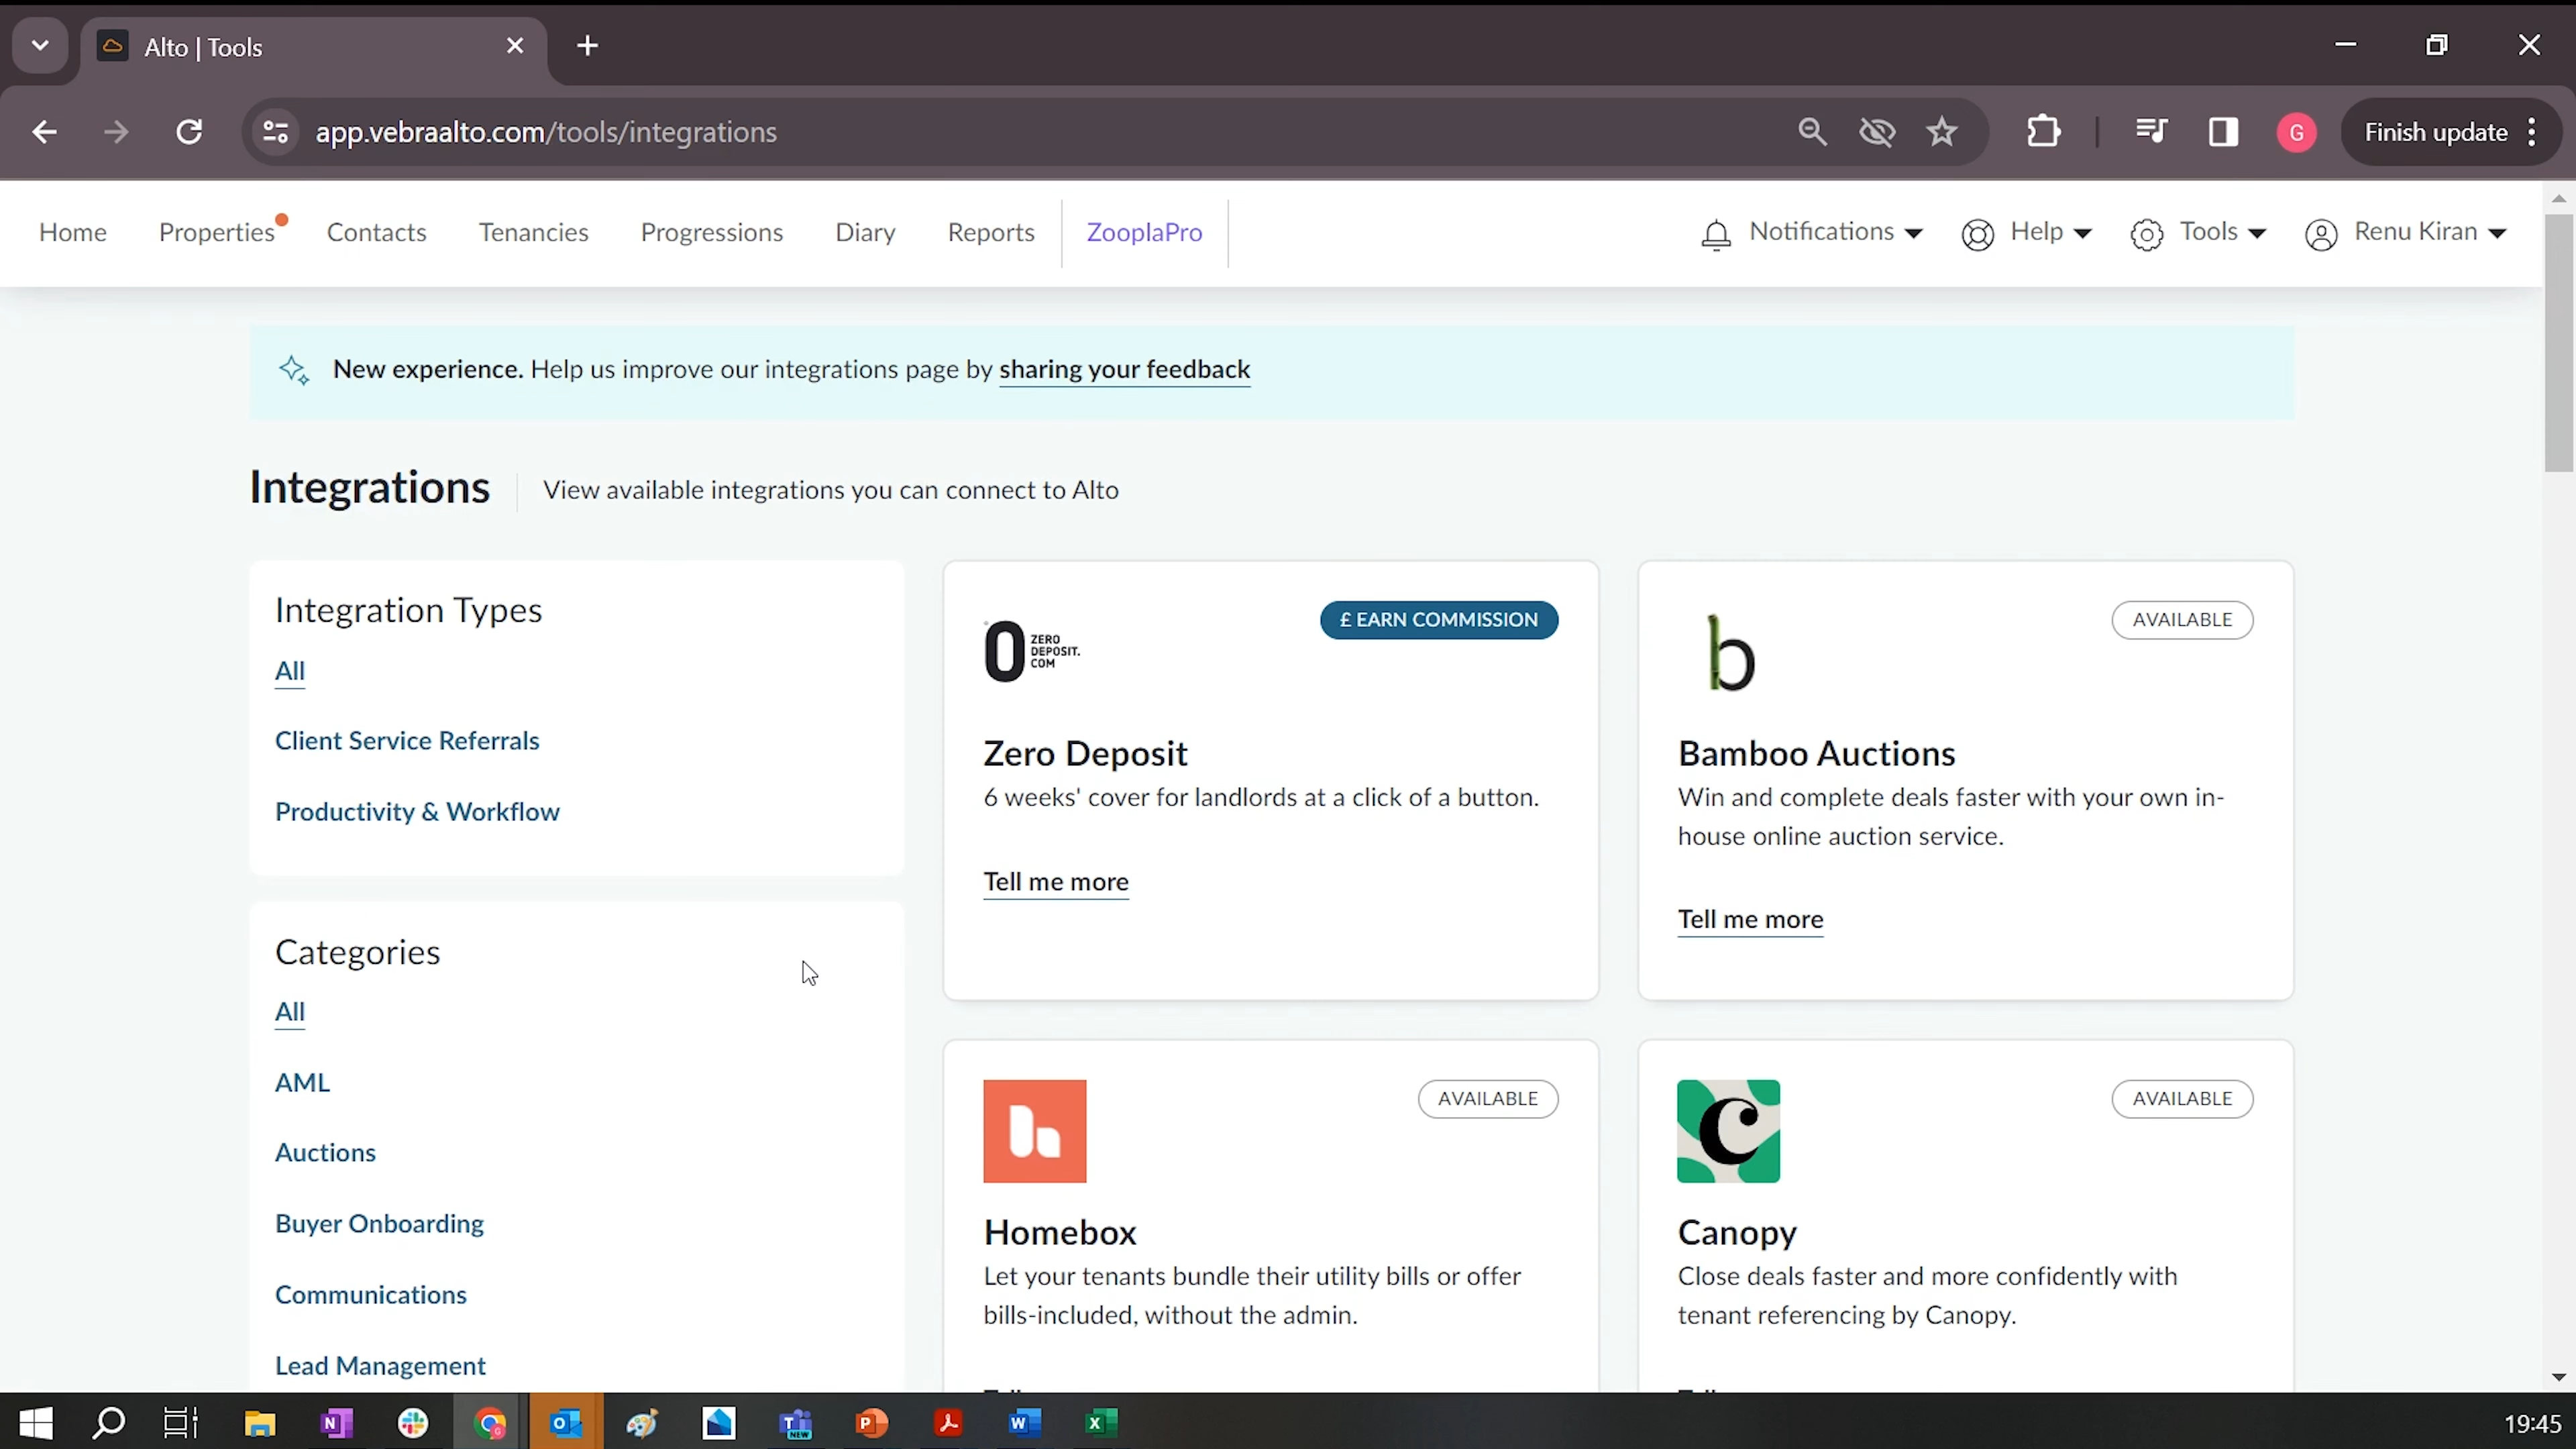 Alto | Tools
app.vebraalto.com/tools/integrations
G
Finish update
Home
Properties
Contacts
Tenancies
Progressions
Diary
Reports
ZooplaPro
Notifications
Help
Tools
Renu Kiran
New experience. Help us improve our integrations page by sharing your feedback
Integrations
View available integrations you can connect to Alto
Integration Types
All
Client Service Referrals
Productivity & Workflow
Categories
All
AML
Auctions
Buyer Onboarding
Communications
Lead Management
0 ZERO
DEPOSIT.
COM
£ EARN COMMISSION
Zero Deposit
6 weeks' cover for landlords at a click of a button.
Tell me more
b
AVAILABLE
Bamboo Auctions
Win and complete deals faster with your own in-
house online auction service.
Tell me more
AVAILABLE
Homebox
Let your tenants bundle their utility bills or offer
bills-included, without the admin.
C
AVAILABLE
Canopy
Close deals faster and more confidently with
tenant referencing by Canopy.
N
G
O
T
NEW
P
W
X
19:45